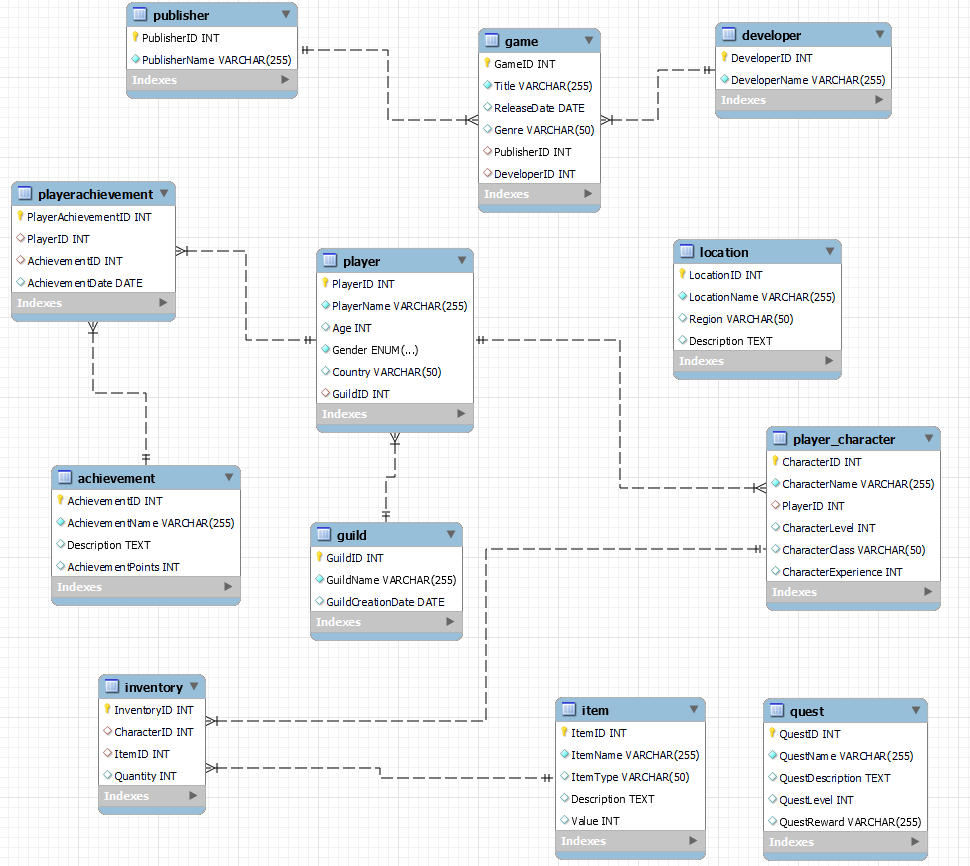 publisher
PublisherID INT
PublisherName VARCHAR(255)
Indexes
game
GameID INT
Title VARCHAR(255)
ReleaseDate DATE
Genre VARCHAR(50)
PublisherID INT
DeveloperID INT
Indexes
developer
DeveloperID INT
DeveloperName VARCHAR(255)
Indexes
playerachievement
PlayerAchievementID INT
PlayerID INT
AchievementID INT
AchievementDate DATE
Indexes
player
PlayerID INT
PlayerName VARCHAR(255)
Age INT
Gender ENUM(...)
Country VARCHAR(50)
GuildID INT
Indexes
location
LocationID INT
LocationName VARCHAR(255)
Region VARCHAR(50)
Description TEXT
Indexes
player_character
CharacterID INT
CharacterName VARCHAR(255)
PlayerID INT
CharacterLevel INT
CharacterClass VARCHAR(50)
CharacterExperience INT
Indexes
achievement
AchievementID INT
AchievementName VARCHAR(255)
Description TEXT
AchievementPoints INT
Indexes
guild
GuildID INT
GuildName VARCHAR(255)
GuildCreationDate DATE
Indexes
inventory
InventoryID INT
CharacterID INT
ItemID INT
Quantity INT
Indexes
item
ItemID INT
ItemName VARCHAR(255)
ItemType VARCHAR(50)
Description TEXT
Value INT
Indexes
quest
QuestID INT
QuestName VARCHAR(255)
QuestDescription TEXT
QuestLevel INT
QuestReward VARCHAR(255)
Indexes